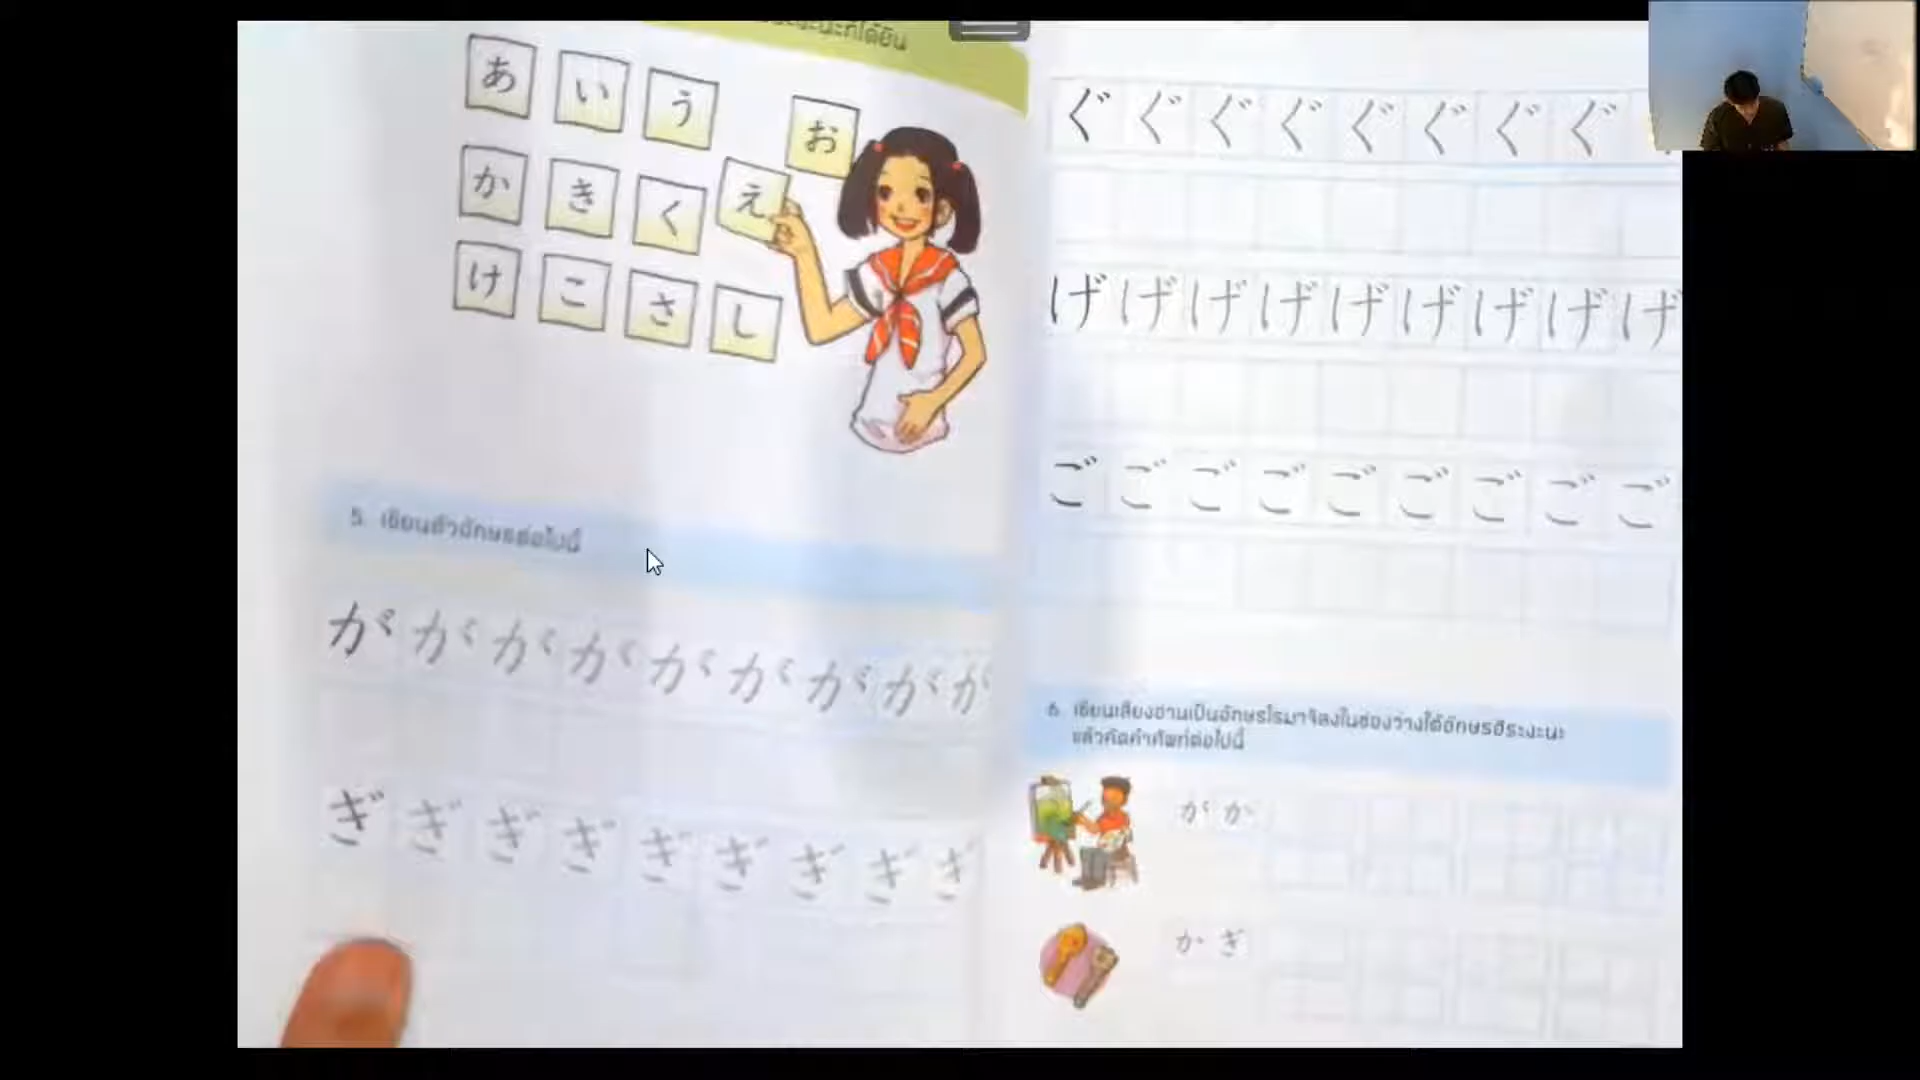 ที่ได้ยิน
あ い う お
か き く え
け こ さ し
5. เขียนตัวอักษรต่อไปนี้
が が が が が が が が が
ぎ ぎ ぎ ぎ ぎ ぎ ぎ ぎ ぎ
ぐ ぐ ぐ ぐ ぐ ぐ ぐ ぐ
げ げ げ げ げ げ げ げ げ
ご ご ご ご ご ご ご ご ご
6. เขียนเสียงอ่านเป็นอักษรโรมาจิลงในช่องว่างใต้อักษรฮิระงะนะ
แล้วคัดคำศัพท์ต่อไปนี้
が か
か ぎ